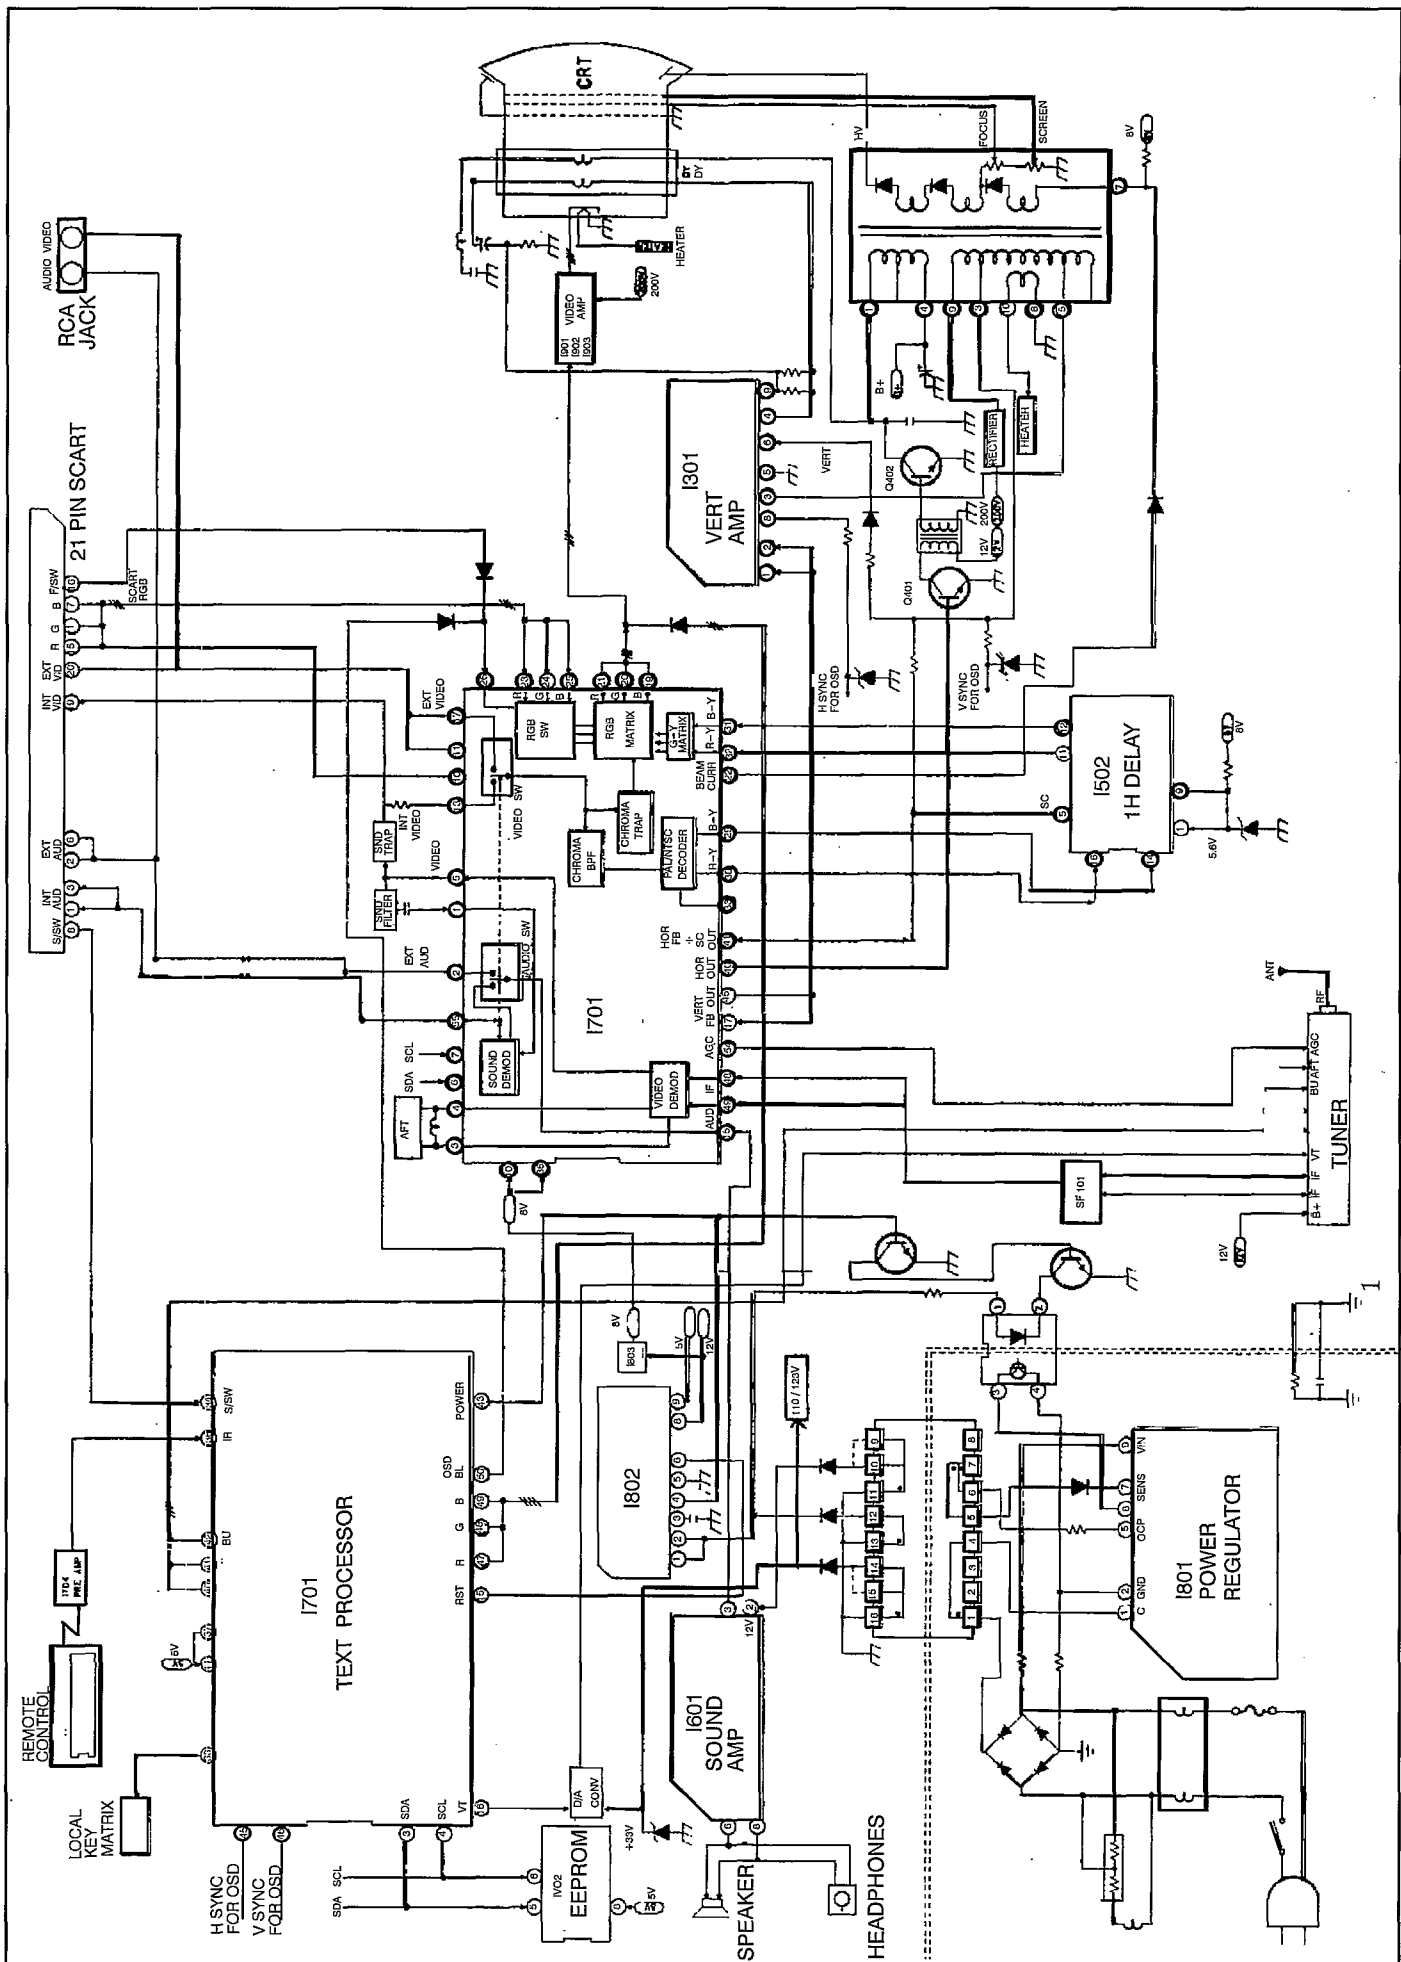 REMOTE
CONTROL
LOCAL
KEY
MATRIX
17D4
PRE AMP
H SYNC
FOR OSD
V SYNC
FOR OSD
I701
TEXT PROCESSOR
S/SW
IR
BU
5V
POWER
OSD
BL
B
G
R
RST
VT
SDA
SCL
SDA
SCL
IVO2
EEPROM
5V
D/A
CONV
+33V
I802
5V
12V
I803
8V
8V
I601
SOUND
AMP
12V
SPEAKER
HEADPHONES
110 / 123V
I801
POWER
REGULATOR
C
GND
OCP
SENS
VIN
21 PIN SCART
S/SW
INT
AUD
EXT
AUD
INT
VID
EXT
VID
R
G
B
F/SW
SCART
RGB
RCA
JACK
AUDIO VIDEO
AFT
SDA
SCL
EXT
AUD
SND
FILTER
SND
TRAP
VIDEO
INT
VIDEO
EXT
VIDEO
I701
SOUND
DEMOD
AUDIO SW
VIDEO SW
VIDEO
DEMOD
CHROMA
BPF
CHROMA
TRAP
PAL/NTSC
DECODER
RGB
SW
RGB
MATRIX
G-Y
MATRIX
R
G
B
R
G
B
AUD
IF
AGC
VERT
FB
OUT
HOR
OUT
HOR
FB
+
SC
OUT
R-Y
B-Y
BEAM
CURR
R-Y
B-Y
I301
VERT
AMP
VERT
H SYNC
FOR OSD
V SYNC
FOR OSD
I502
1H DELAY
SC
5.6V
8V
Q401
Q402
12V
200V
RECTIFIER
HEATER
B+
I901
I902
I903
VIDEO
AMP
200V
HEATER
CRT
DY
HV
FOCUS
SCREEN
8V
TUNER
B+
IF
IF
VT
BU
AFT
AGC
RF
ANT
12V
SF101
1